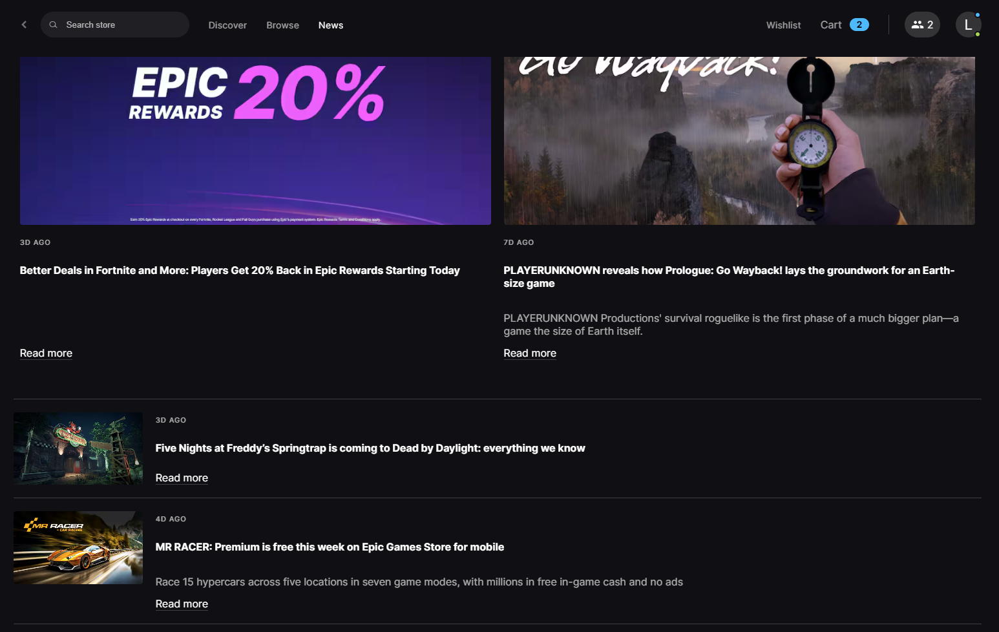 Search store
Discover
Browse
News
Wishlist
Cart 2
2
L
EPIC
REWARDS
20%
Earn 20% Epic Rewards at checkout on every Fortnite, Rocket League and Fall Guys purchase using Epic's payment system. Epic Rewards Terms and Conditions apply.
Go Wayback!
3D AGO
Better Deals in Fortnite and More: Players Get 20% Back in Epic Rewards Starting Today
Read more
7D AGO
PLAYERUNKNOWN reveals how Prologue: Go Wayback! lays the groundwork for an Earth-
size game
PLAYERUNKNOWN Productions' survival roguelike is the first phase of a much bigger plan—a
game the size of Earth itself.
Read more
3D AGO
Five Nights at Freddy’s Springtrap is coming to Dead by Daylight: everything we know
Read more
MR RACER
- CAR RACING
4D AGO
MR RACER: Premium is free this week on Epic Games Store for mobile
Race 15 hypercars across five locations in seven game modes, with millions in free in-game cash and no ads
Read more